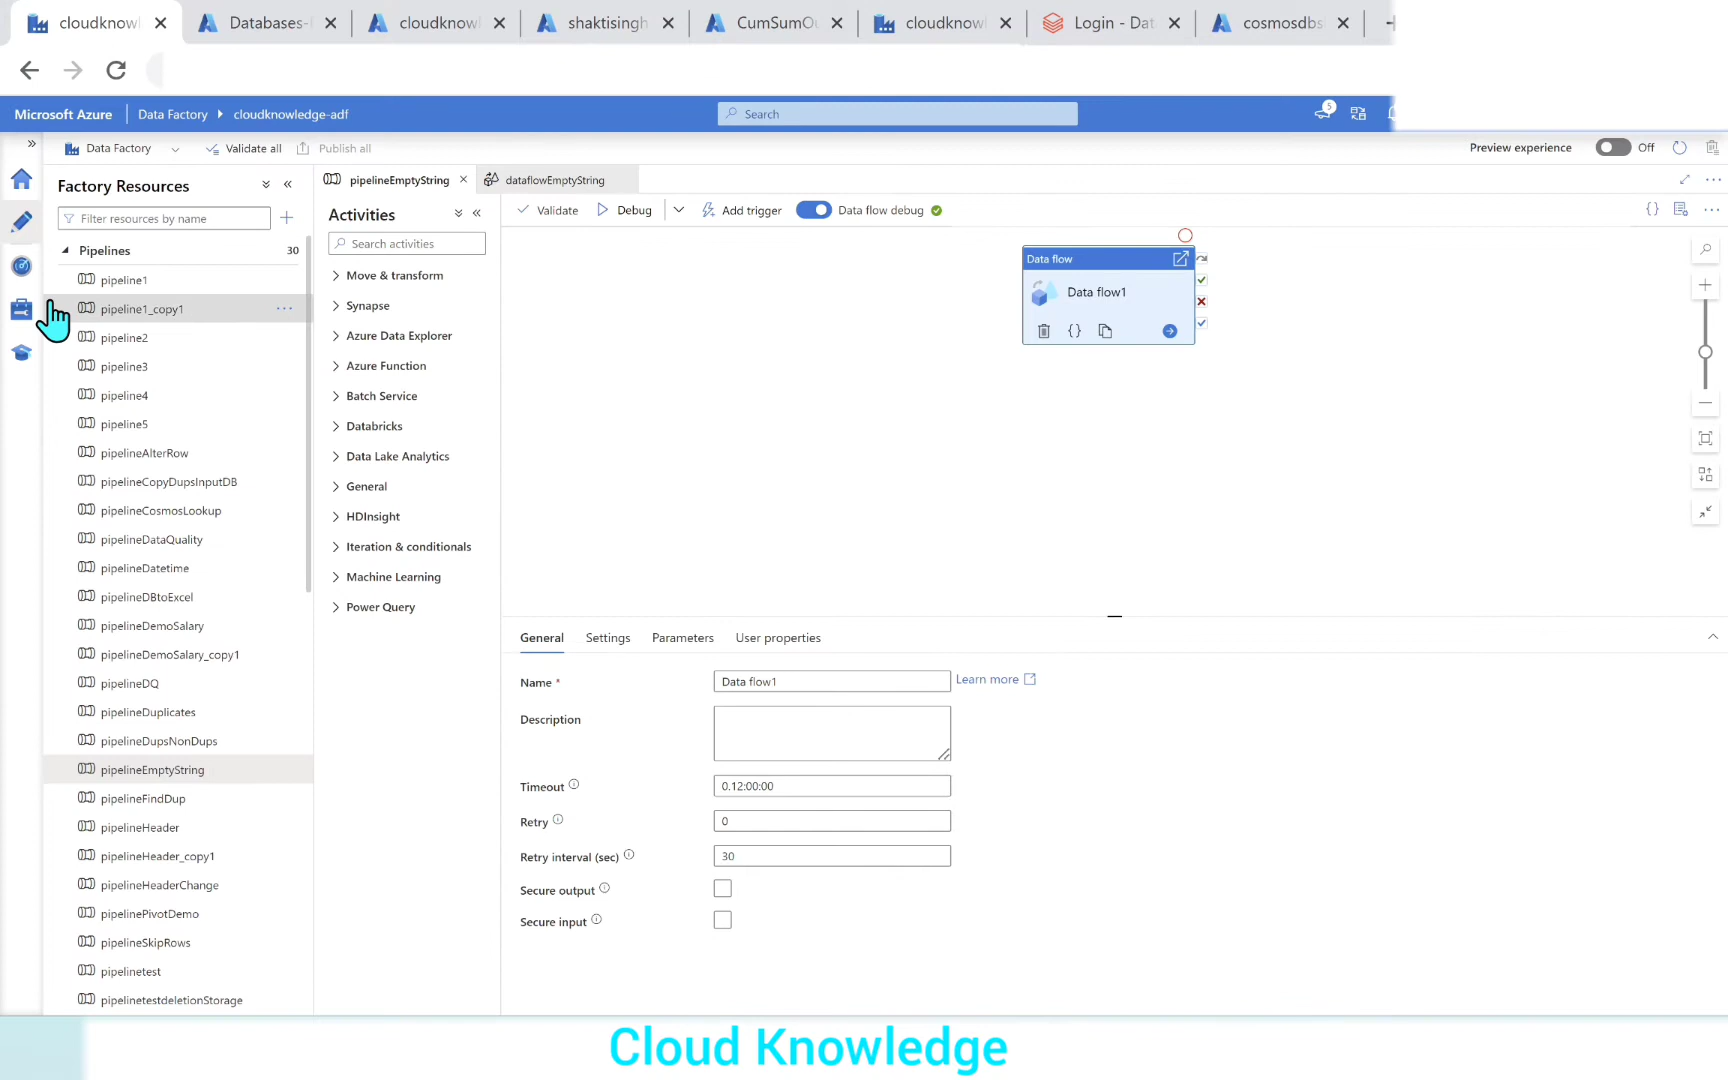 cloudknow
Databases-
cloudknowl
shaktisingh
CumSumO
cloudknowl
Login - Dat
cosmosdbs
Microsoft Azure
Data Factory
cloudknowledge-adf
Search
5
»
Data Factory
Validate all
Publish all
Preview experience
Off
Factory Resources
Filter resources by name
Pipelines
30
pipeline1
pipeline1_copy1
pipeline2
pipeline3
pipeline4
pipeline5
pipelineAlterRow
pipelineCopyDupsInputDB
pipelineCosmosLookup
pipelineDataQuality
pipelineDatetime
pipelineDBtoExcel
pipelineDemoSalary
pipelineDemoSalary_copy1
pipelineDQ
pipelineDuplicates
pipelineDupsNonDups
pipelineEmptyString
pipelineFindDup
pipelineHeader
pipelineHeader_copy1
pipelineHeaderChange
pipelinePivotDemo
pipelineSkipRows
pipelinetest
pipelinetestdeletionStorage
pipelineEmptyString
dataflowEmptyString
Activities
Search activities
Move & transform
Synapse
Azure Data Explorer
Azure Function
Batch Service
Databricks
Data Lake Analytics
General
HDInsight
Iteration & conditionals
Machine Learning
Power Query
Validate
Debug
Add trigger
Data flow debug
Data flow
Data flow1
General
Settings
Parameters
User properties
Name *
Data flow1
Learn more
Description
Timeout
0.12:00:00
Retry
0
Retry interval (sec)
30
Secure output
Secure input
Cloud Knowledge